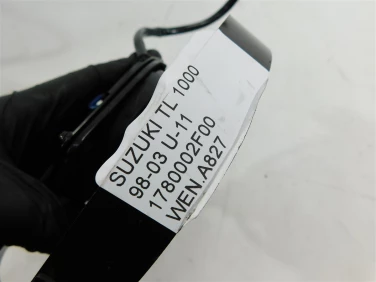 SUZUKI TL 1000
98-03 U-11
1780002F00
WEN.A827